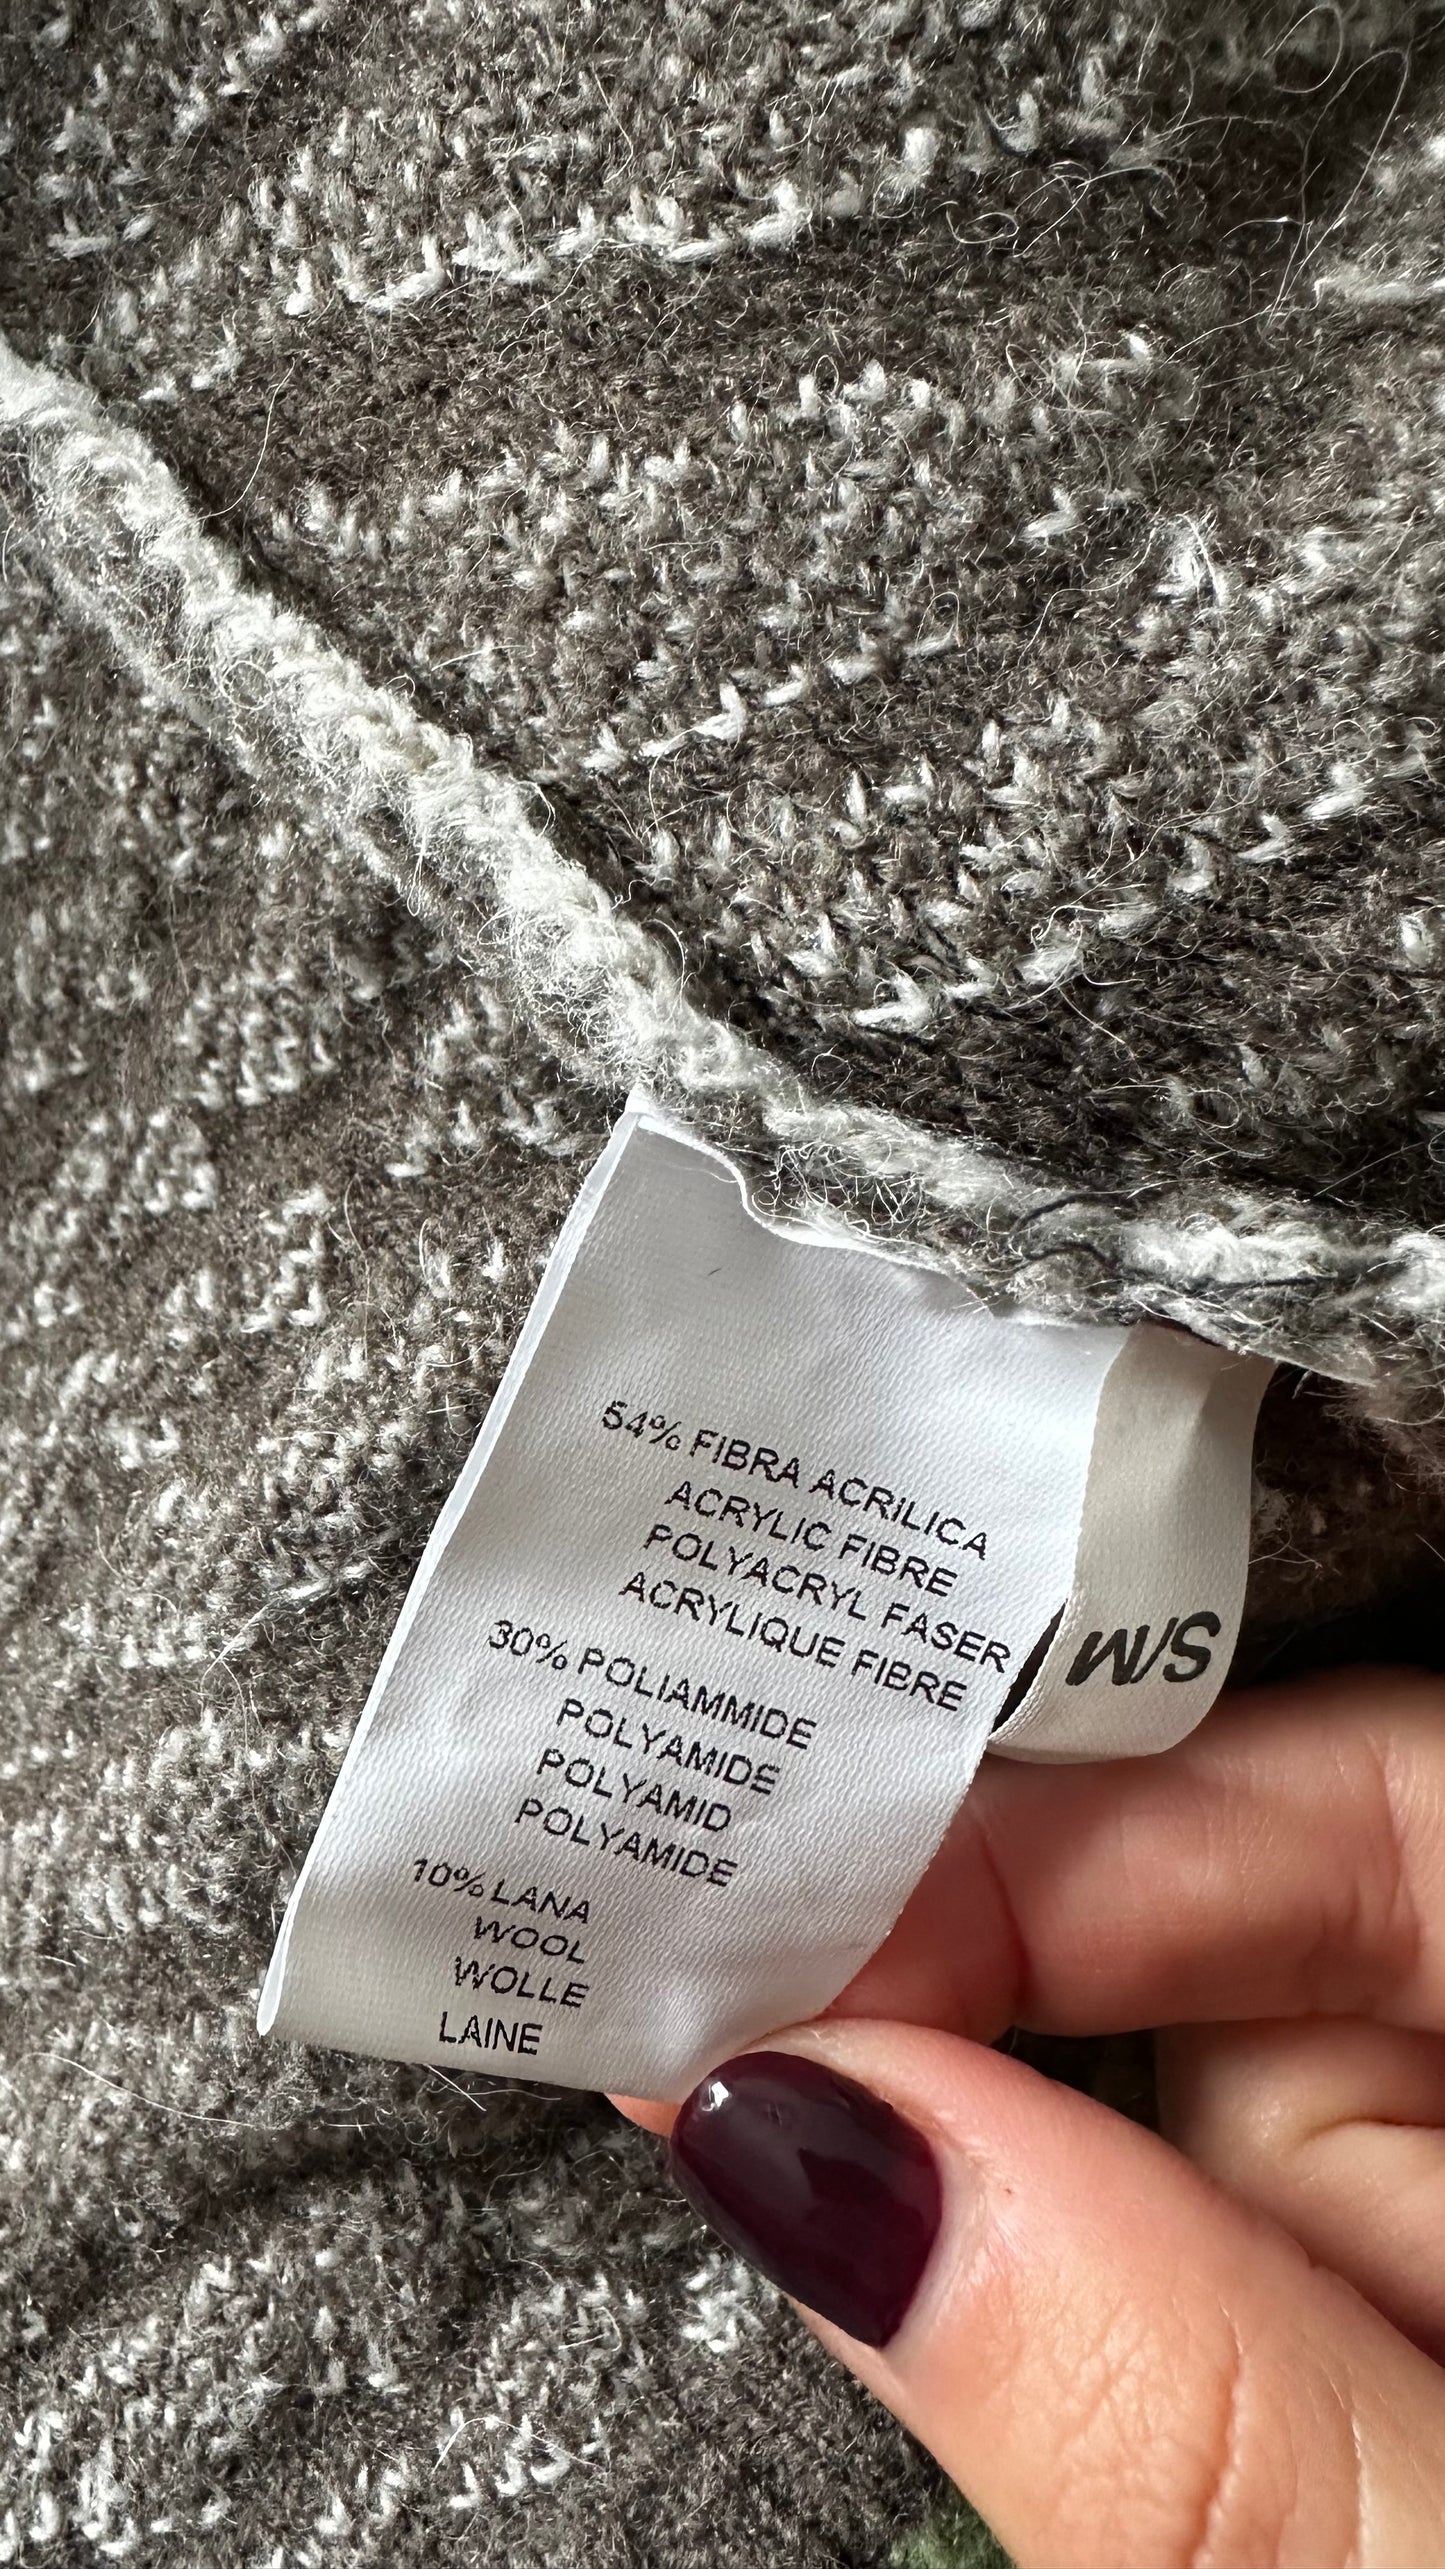 54% FIBRA ACRILICA
ACRYLIC FIBRE
POLYACRYL FASER
ACRYLIQUE FIBRE
30% POLIAMMIDE
POLYAMIDE
POLYAMID
POLYAMIDE
10% LANA
WOOL
WOLLE
LAINE
S/M